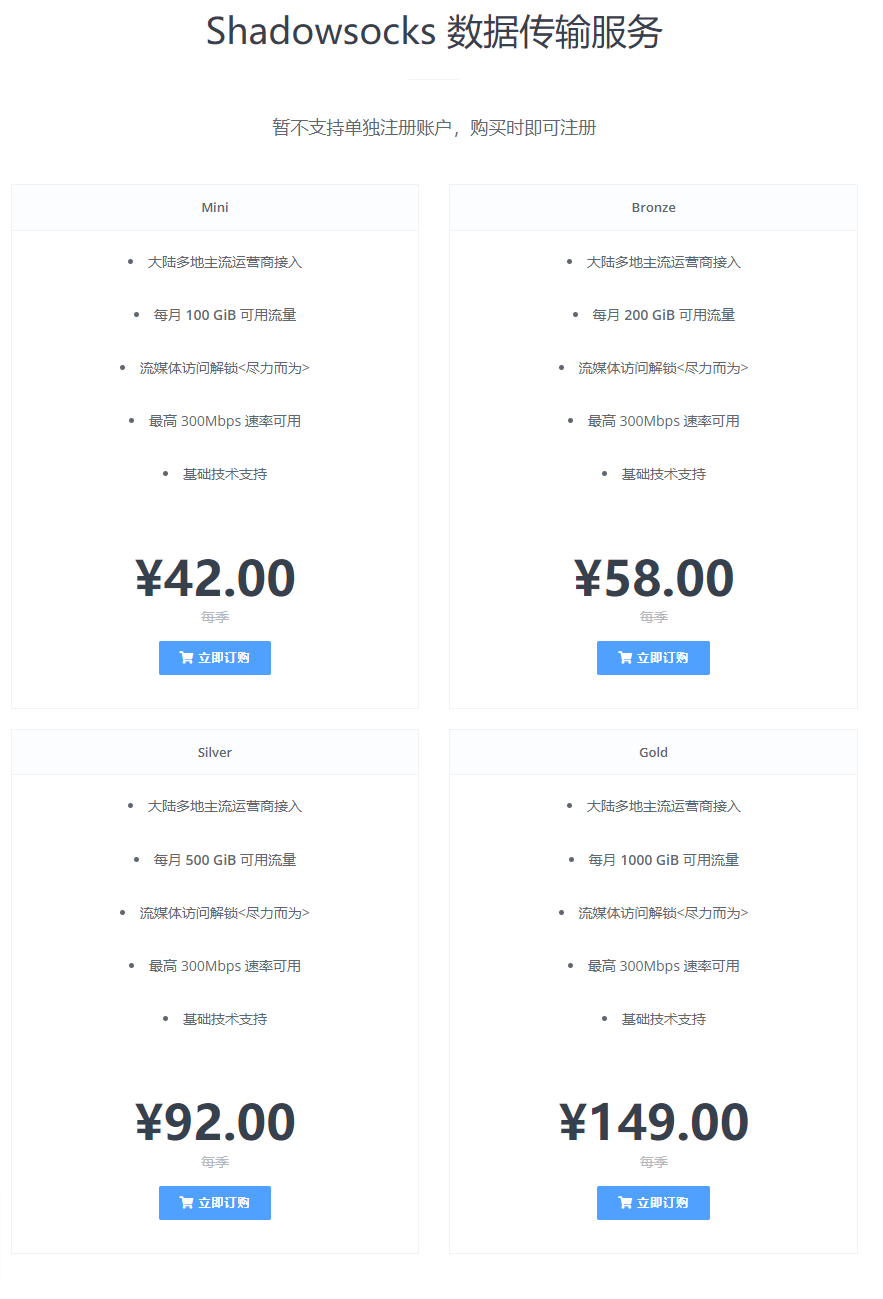 Shadowsocks 数据传输服务
暂不支持单独注册账户，购买时即可注册
Mini
大陆多地主流运营商接入
每月 100 GiB 可用流量
流媒体访问解锁<尽力而为>
最高 300Mbps 速率可用
基础技术支持
¥42.00
每季
立即订购
Bronze
大陆多地主流运营商接入
每月 200 GiB 可用流量
流媒体访问解锁<尽力而为>
最高 300Mbps 速率可用
基础技术支持
¥58.00
每季
立即订购
Silver
大陆多地主流运营商接入
每月 500 GiB 可用流量
流媒体访问解锁<尽力而为>
最高 300Mbps 速率可用
基础技术支持
¥92.00
每季
立即订购
Gold
大陆多地主流运营商接入
每月 1000 GiB 可用流量
流媒体访问解锁<尽力而为>
最高 300Mbps 速率可用
基础技术支持
¥149.00
每季
立即订购